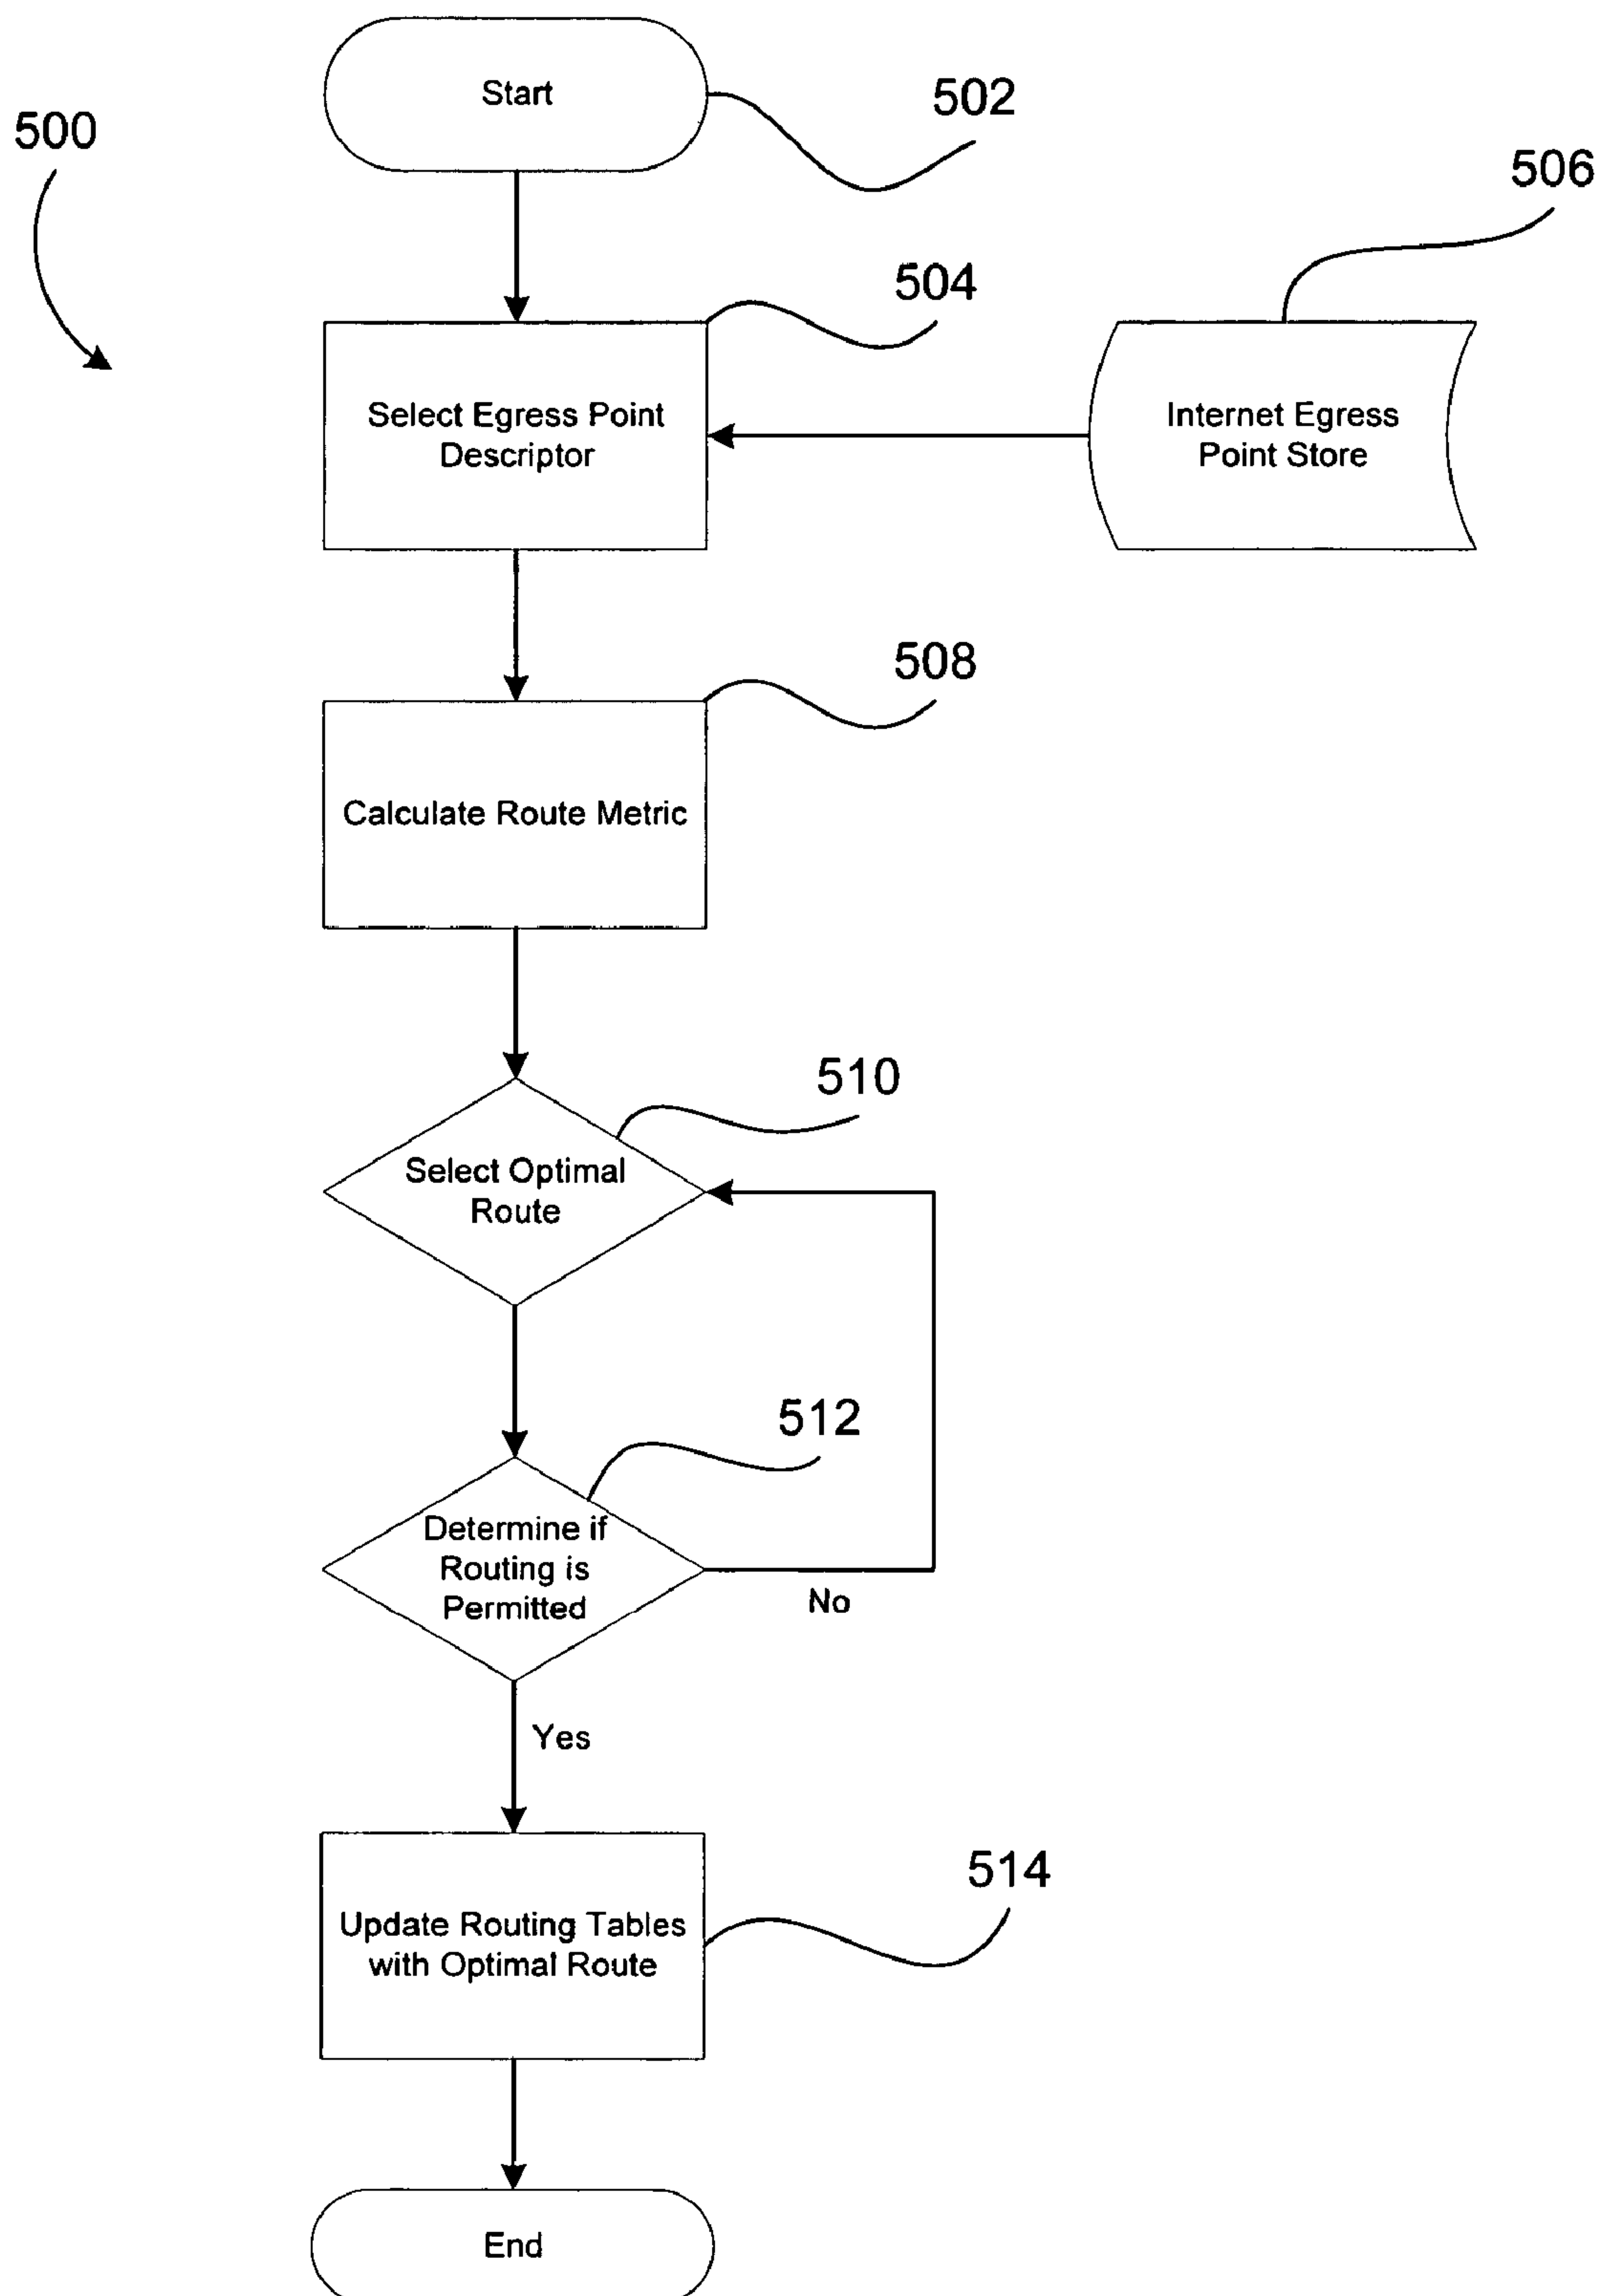 Start
502
500
506
504
Select Egress Point
Descriptor
Internet Egress
Point Store
508
Calculate Route Metric
510
Select Optimal
Route
512
Determine if
Routing is
Permitted
No
Yes
514
Update Routing Tables
with Optimal Route
End